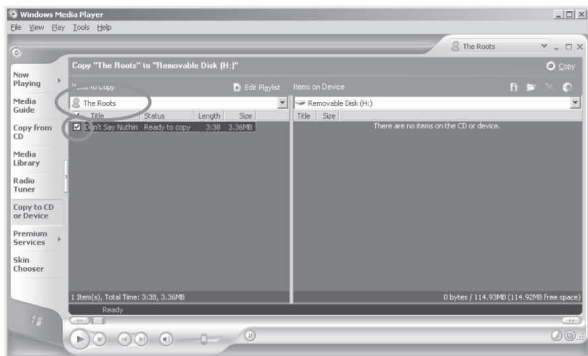 Windows Media Player
File View Play Tools Help
The Roots
Copy "The Roots" to "Removable Disk (H:)"
Copy
Now Playing
Media Guide
Copy from CD
Media Library
Radio Tuner
Copy to CD or Device
Premium Services
Skin Chooser
to Copy
Edit Playlist
Items on Device
The Roots
Removable Disk (H:)
Title Status Length Size
Title Size
Don't Say Nuthin Ready to copy 3:38 3.36MB
There are no items on the CD or device.
1 Item(s), Total Time: 3:38, 3.36MB
0 bytes / 114.93MB (114.92MB free space)
Ready